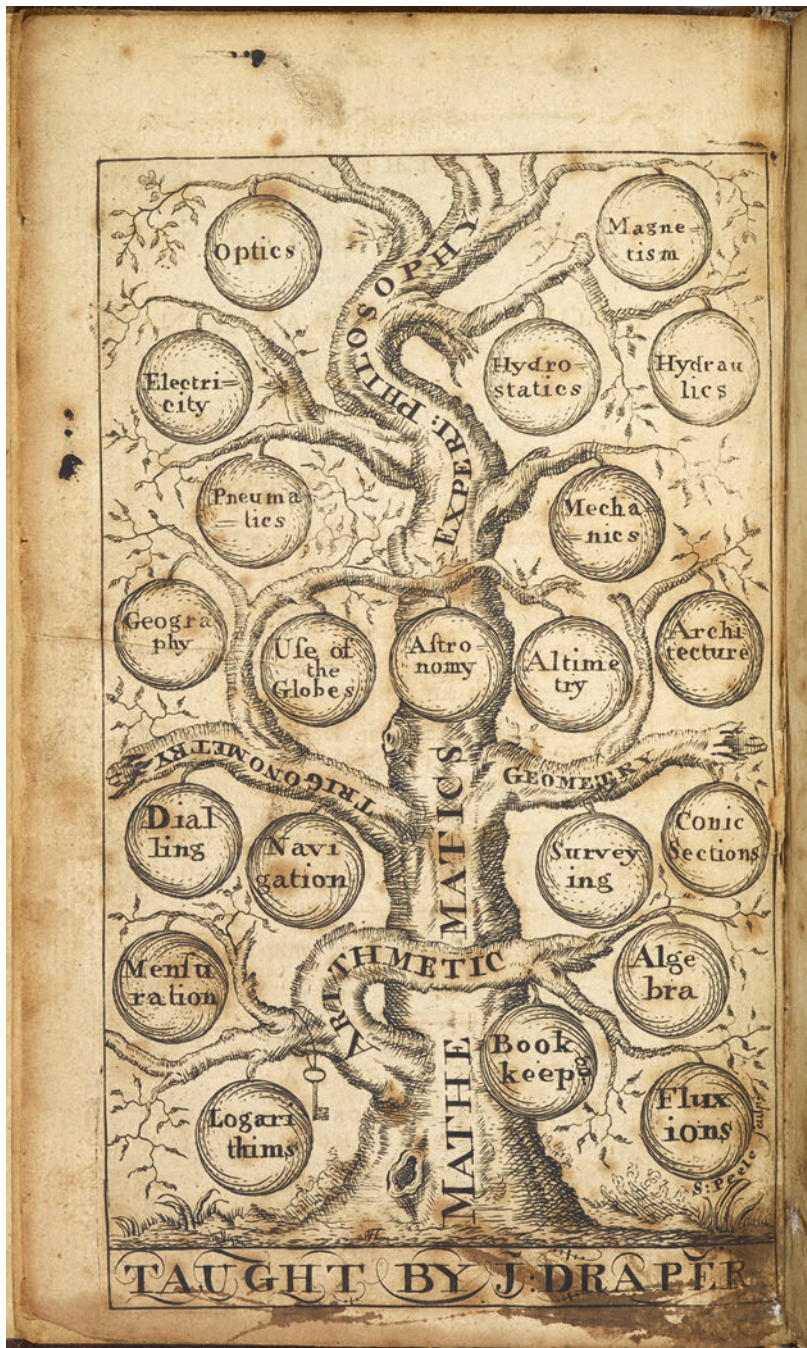 Optics
Magne-
tism
PHILOSOPHY
Electri-
city
Hydro-
statics
Hydrau
lics
EXPERI:
Pneuma
-tics
Mecha-
-nics
Geogra
phy
Uſe of
the
Globes
Aſtro-
nomy
Altime
try
Archi
tecture
TRIGONOMETRY
GEOMETRY
Dial
ling
Navi
gation
Survey
ing
Conic
Sections
MATHE
MATICS
ARITHMETIC
Menſu
ration
Alge
bra
Book
keepg
Logari
thims
Flux
ions
S: Peele sculpt
TAUGHT BY J: DRAPER